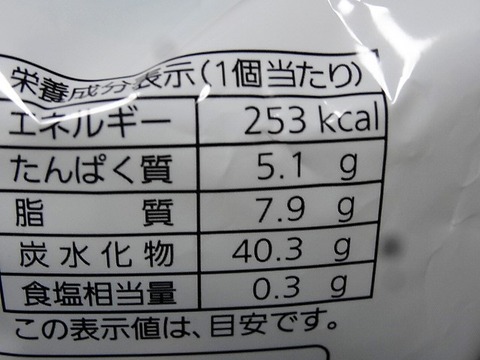 栄養成分表示(1個当たり)
エネルギー 253 kcal
たんぱく質 5.1 g
脂質 7.9 g
炭水化物 40.3 g
食塩相当量 0.3 g
この表示値は、目安です。